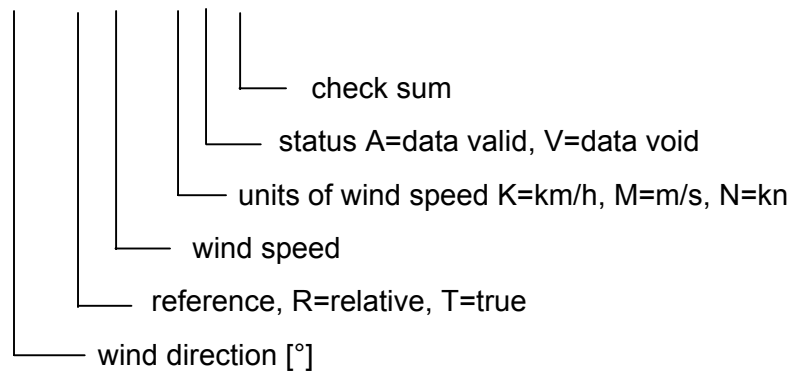 check sum
status A=data valid, V=data void
units of wind speed K=km/h, M=m/s, N=kn
wind speed
reference, R=relative, T=true
wind direction [°]